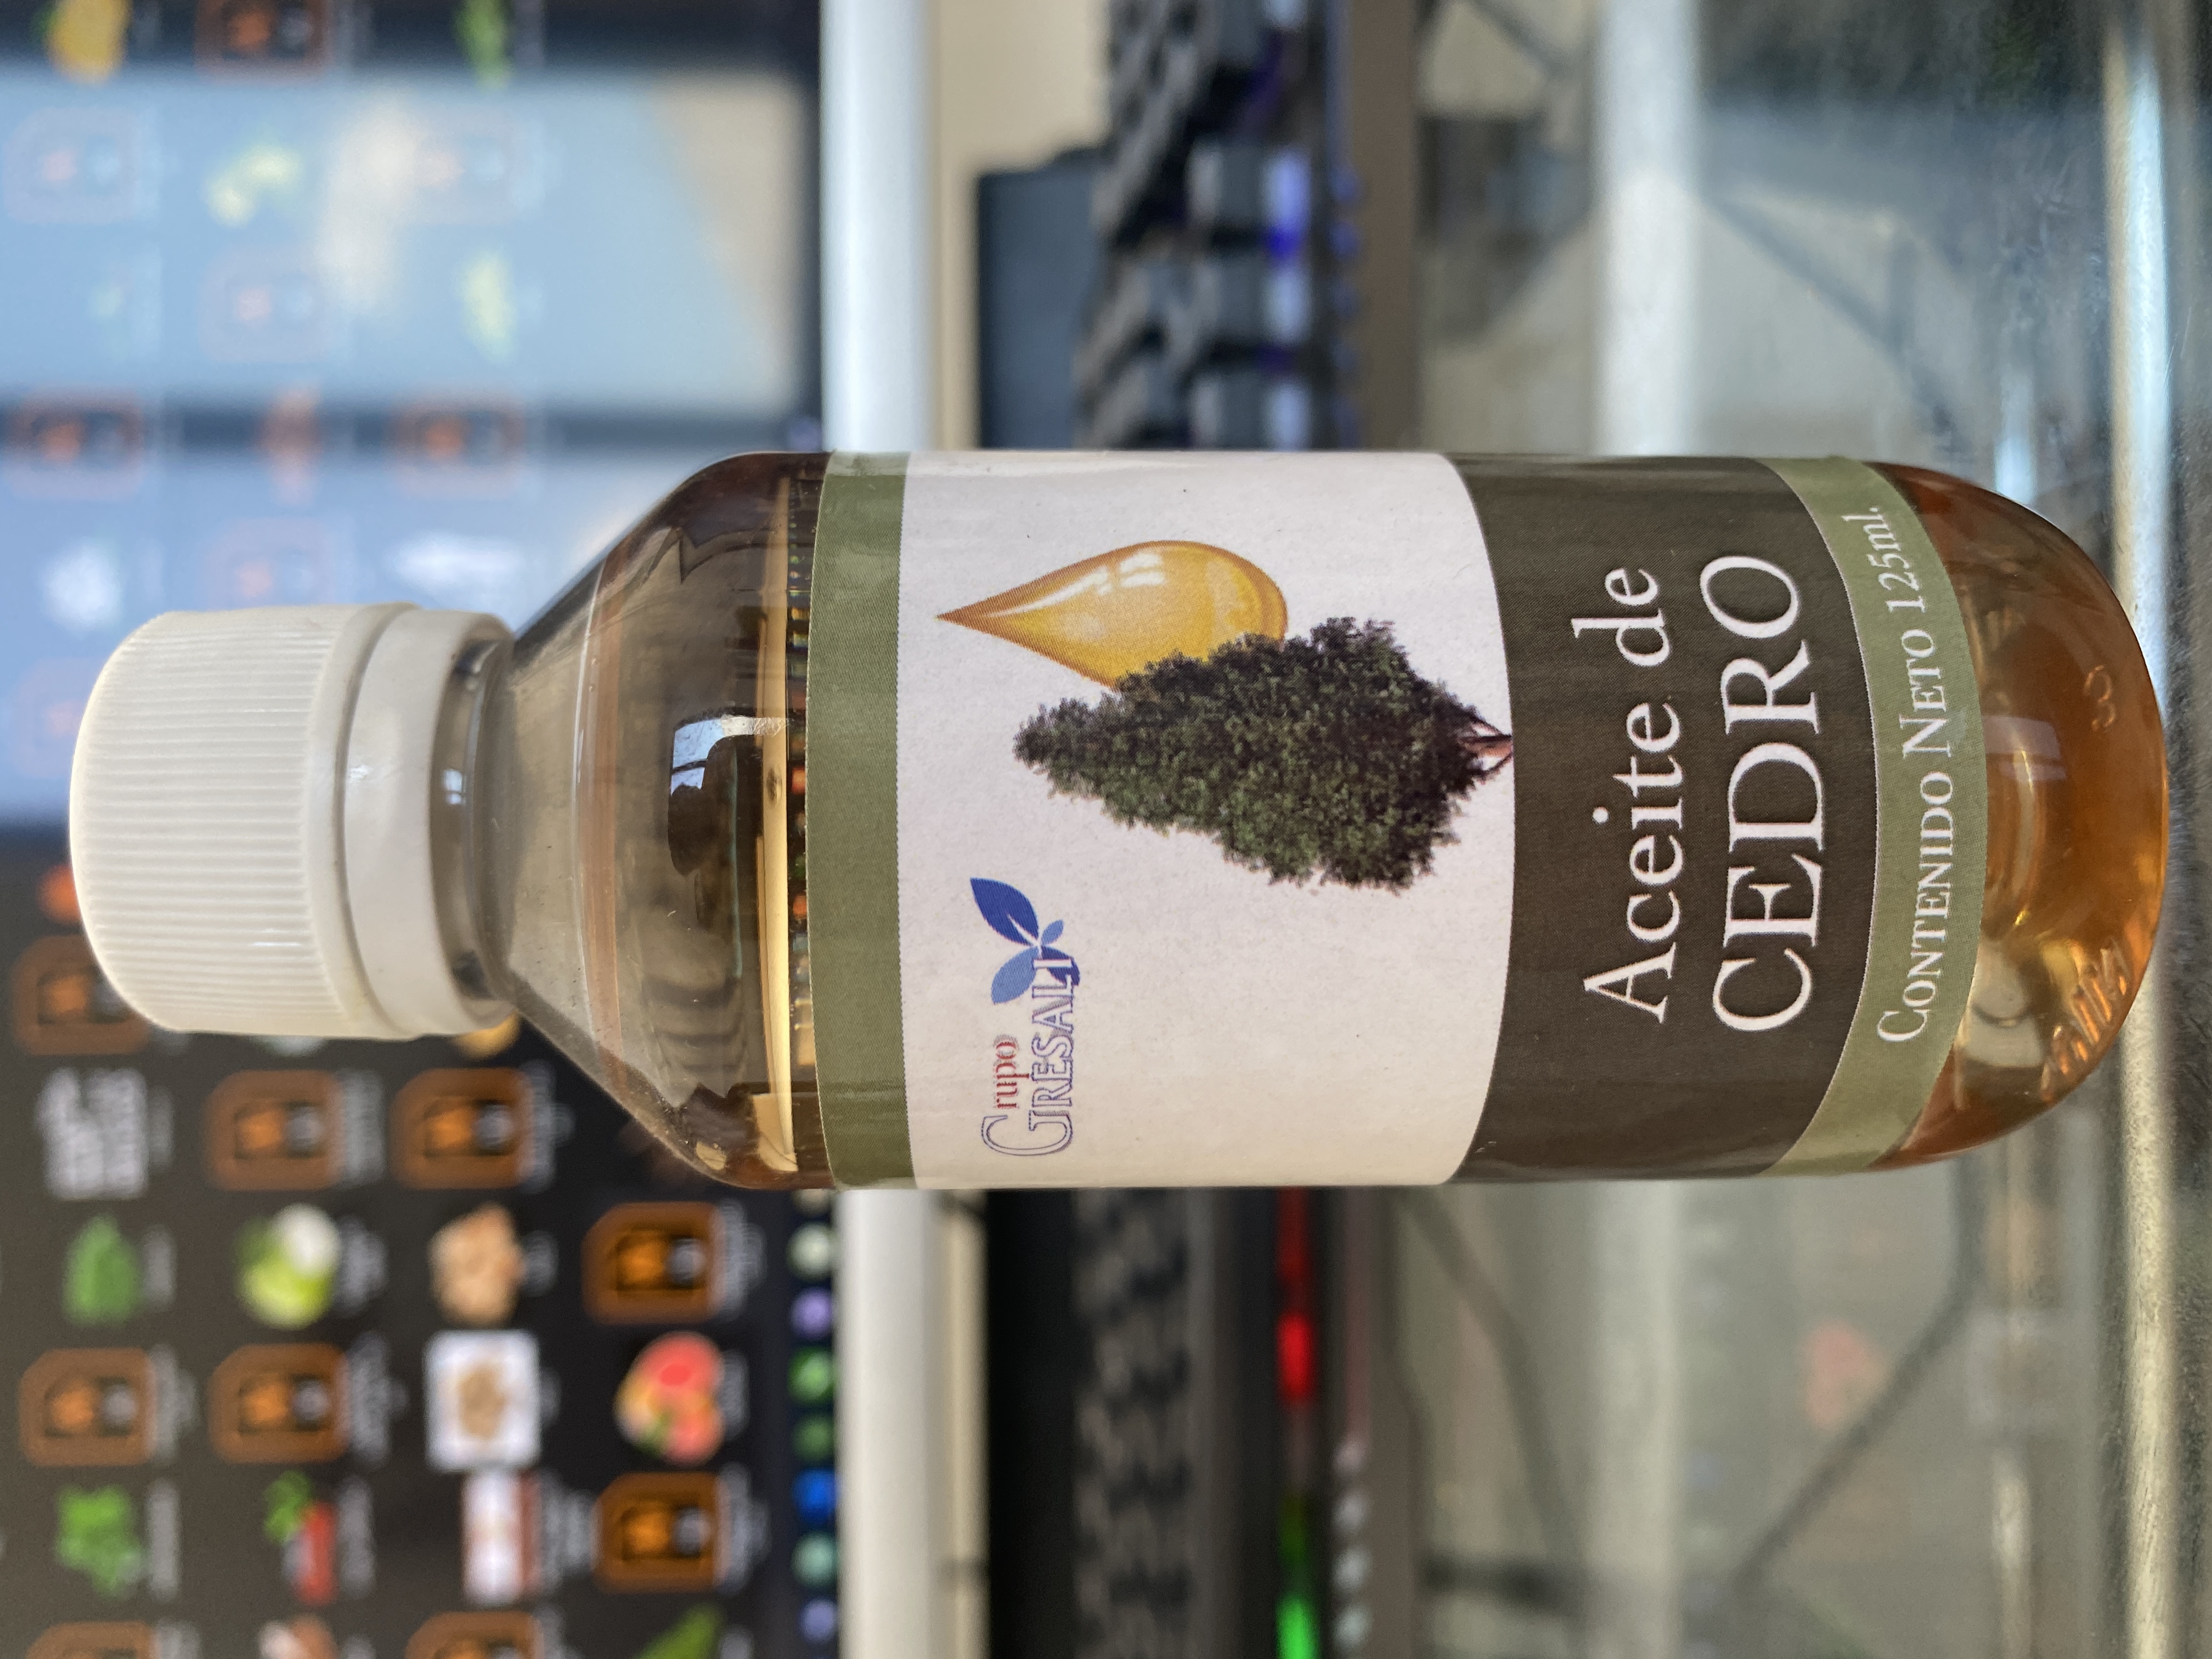 Grupo
GRESALI
Aceite de
CEDRO
CONTENIDO NETO 125ml.